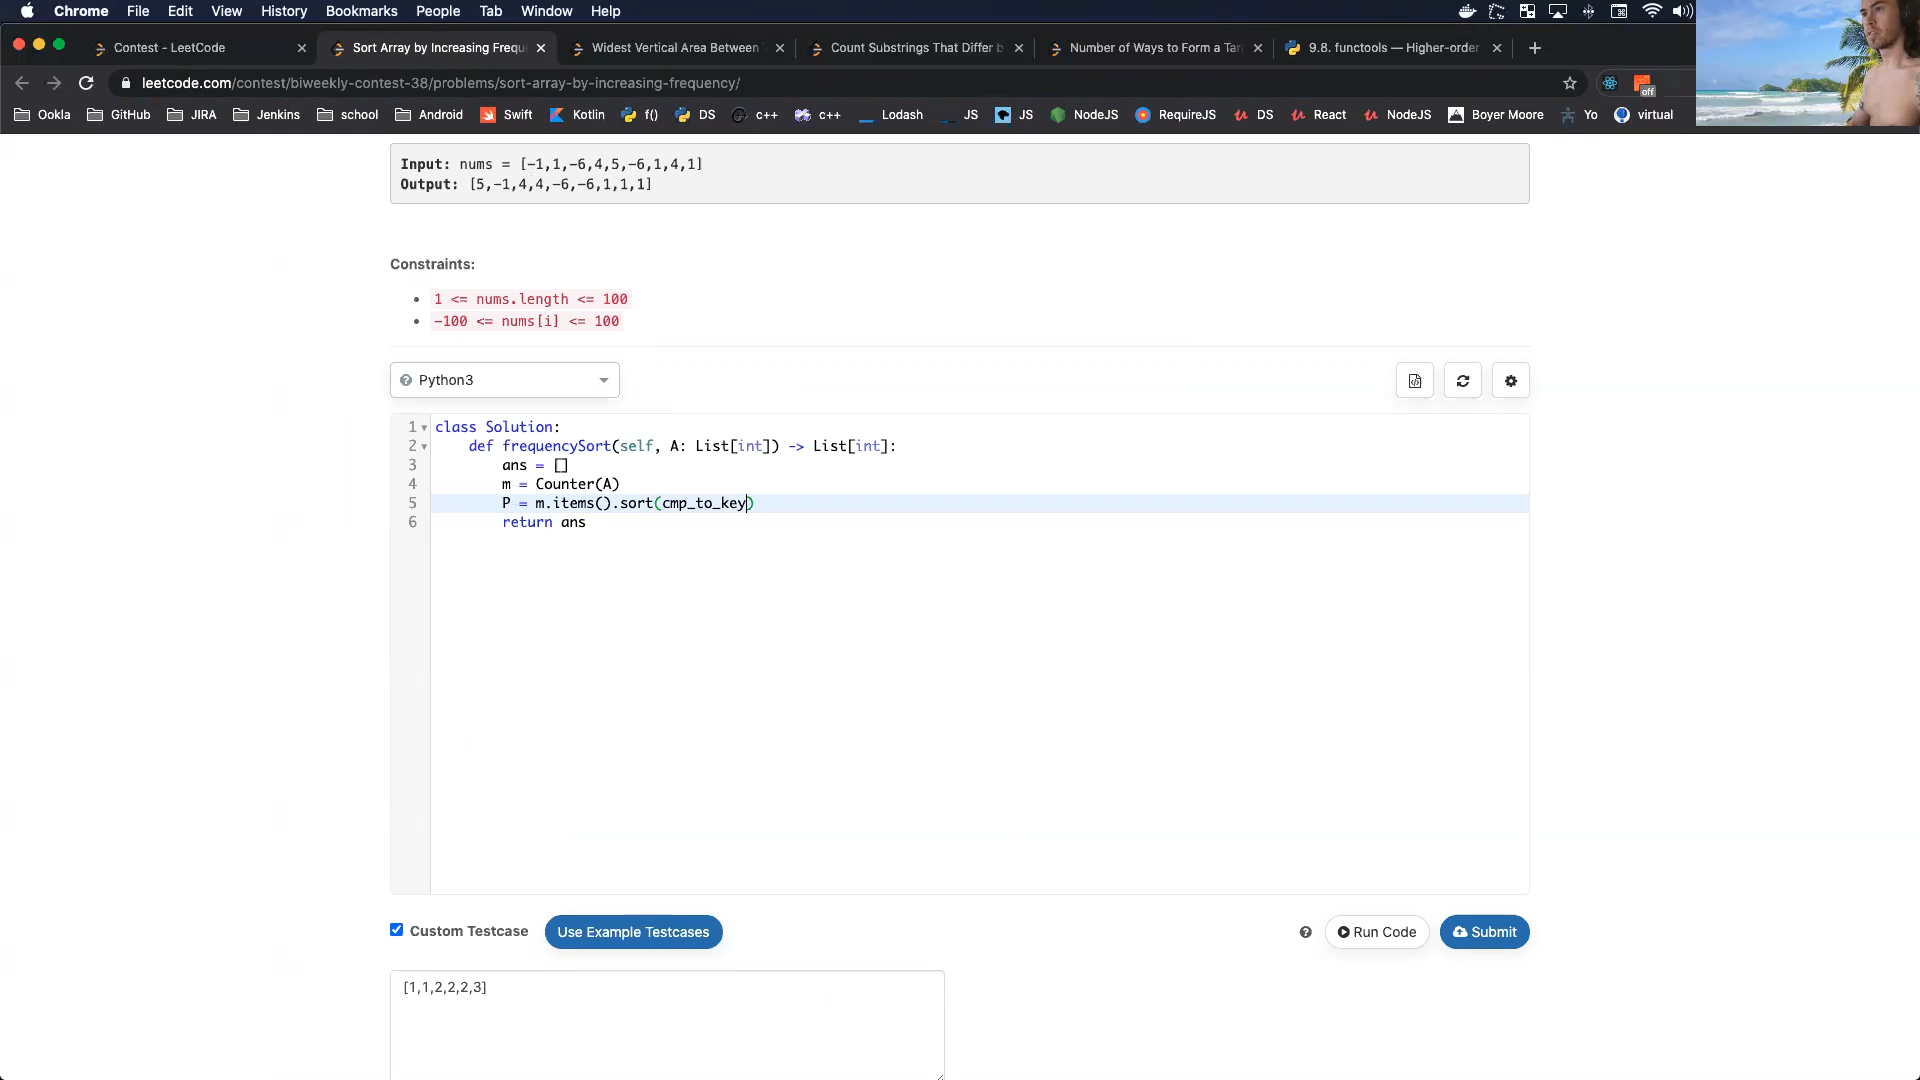 Chrome File Edit View History Bookmarks People Tab Window Help
Contest - LeetCode
Sort Array by Increasing Frequ
Widest Vertical Area Between
Count Substrings That Differ b
Number of Ways to Form a Tar
9.8. functools — Higher-order
leetcode.com/contest/biweekly-contest-38/problems/sort-array-by-increasing-frequency/
off
Ookla GitHub JIRA Jenkins school Android Swift Kotlin f() DS c++ c++ Lodash JS JS NodeJS RequireJS DS React NodeJS Boyer Moore Yo virtual
Input: nums = [-1,1,-6,4,5,-6,1,4,1]
Output: [5,-1,4,4,-6,-6,1,1,1]
Constraints:
1 <= nums.length <= 100
-100 <= nums[i] <= 100
Python3
1 class Solution:
2 def frequencySort(self, A: List[int]) -> List[int]:
3 ans = []
4 m = Counter(A)
5 P = m.items().sort(cmp_to_key)
6 return ans
Custom Testcase Use Example Testcases Run Code Submit
[1,1,2,2,2,3]